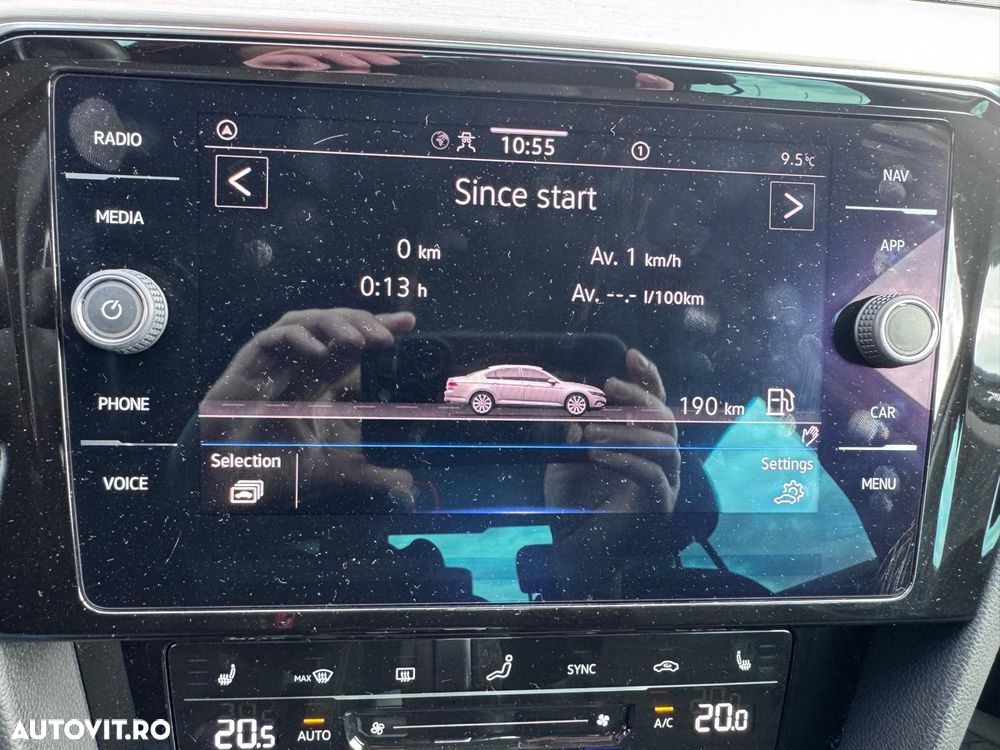 RADIO
MEDIA
PHONE
VOICE
10:55
1
9.5°C
<
Since start
>
0 km
Av. 1 km/h
0:13 h
Av. --.- l/100km
190 km
Selection
Settings
NAV
APP
CAR
MENU
MAX
SYNC
20.5
AUTO
A/C
20.0
AUTOVIT.RO